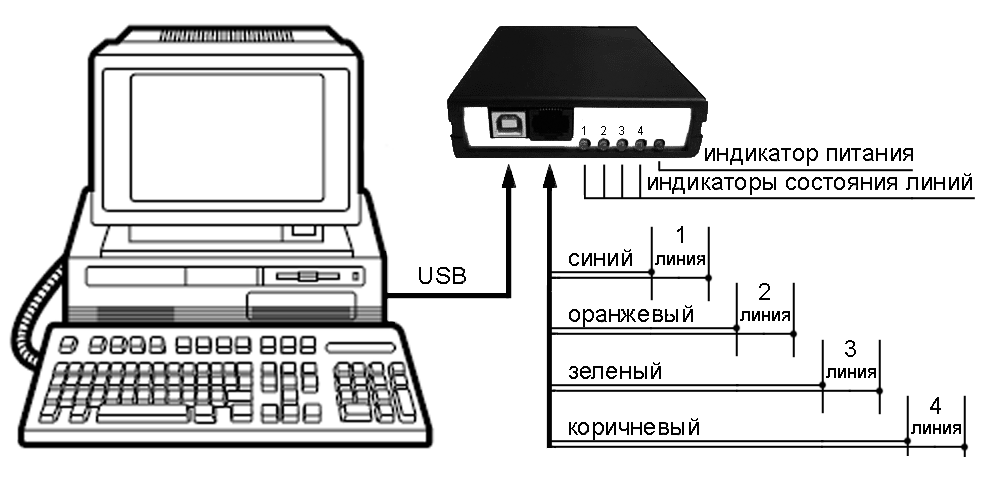 1 2 3 4
индикатор питания
индикаторы состояния линий
USB
синий
1
линия
оранжевый
2
линия
зеленый
3
линия
коричневый
4
линия